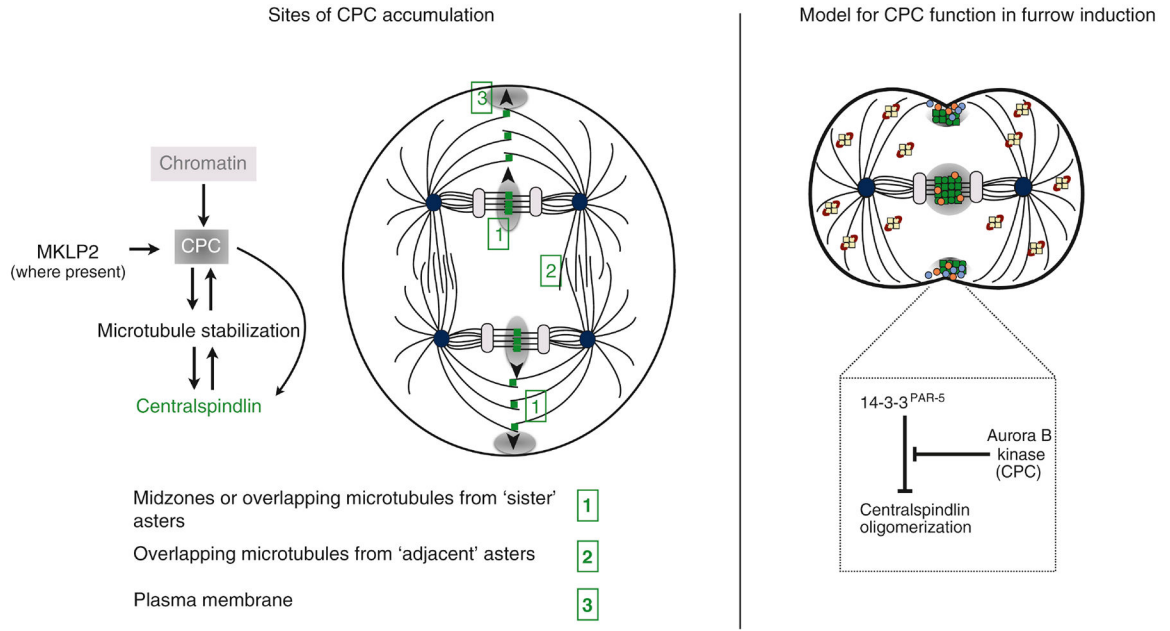 Sites of CPC accumulation
Model for CPC function in furrow induction
Chromatin
CPC
MKLP2
(where present)
Microtubule stabilization
Centralspindlin
3
1
2
1
Midzones or overlapping microtubules from ‘sister’
asters
1
Overlapping microtubules from ‘adjacent’ asters
2
Plasma membrane
3
14-3-3PAR-5
Aurora B
kinase
(CPC)
Centralspindlin
oligomerization